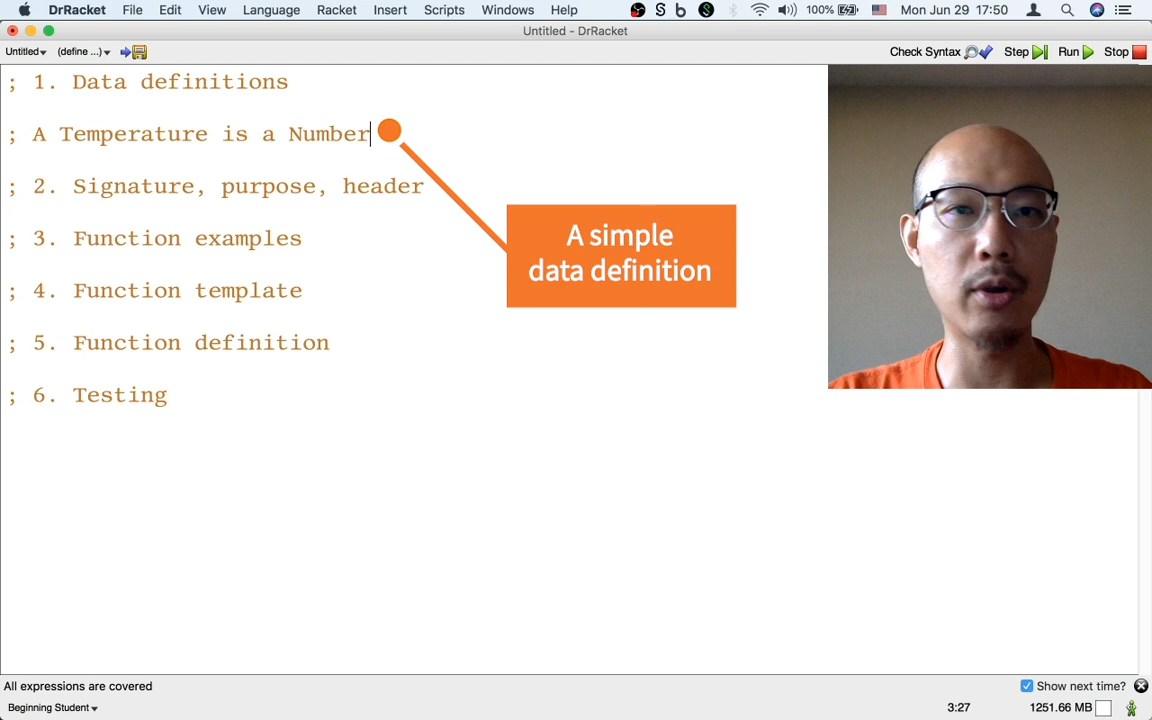 DrRacket File Edit View Language Racket Insert Scripts Windows Help 100% Mon Jun 29 17:50
Untitled - DrRacket
Untitled (define ...) Check Syntax Step Run Stop
; 1. Data definitions
; A Temperature is a Number
A simple
data definition
; 2. Signature, purpose, header
; 3. Function examples
; 4. Function template
; 5. Function definition
; 6. Testing
All expressions are covered Show next time?
Beginning Student 3:27 1251.66 MB